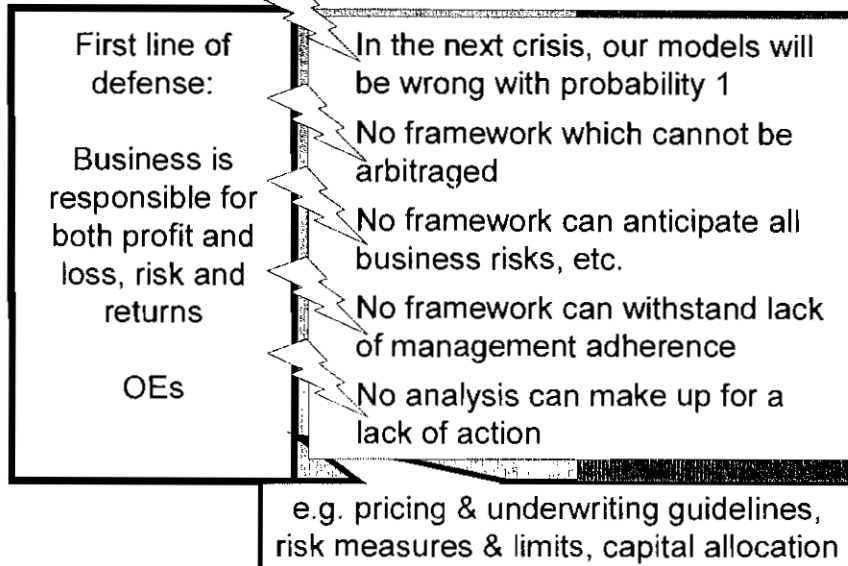 First line of
defense:
Business is
responsible for
both profit and
loss, risk and
returns
OEs
In the next crisis, our models will
be wrong with probability 1
No framework which cannot be
arbitraged
No framework can anticipate all
business risks, etc.
No framework can withstand lack
of management adherence
No analysis can make up for a
lack of action
e.g. pricing & underwriting guidelines,
risk measures & limits, capital allocation